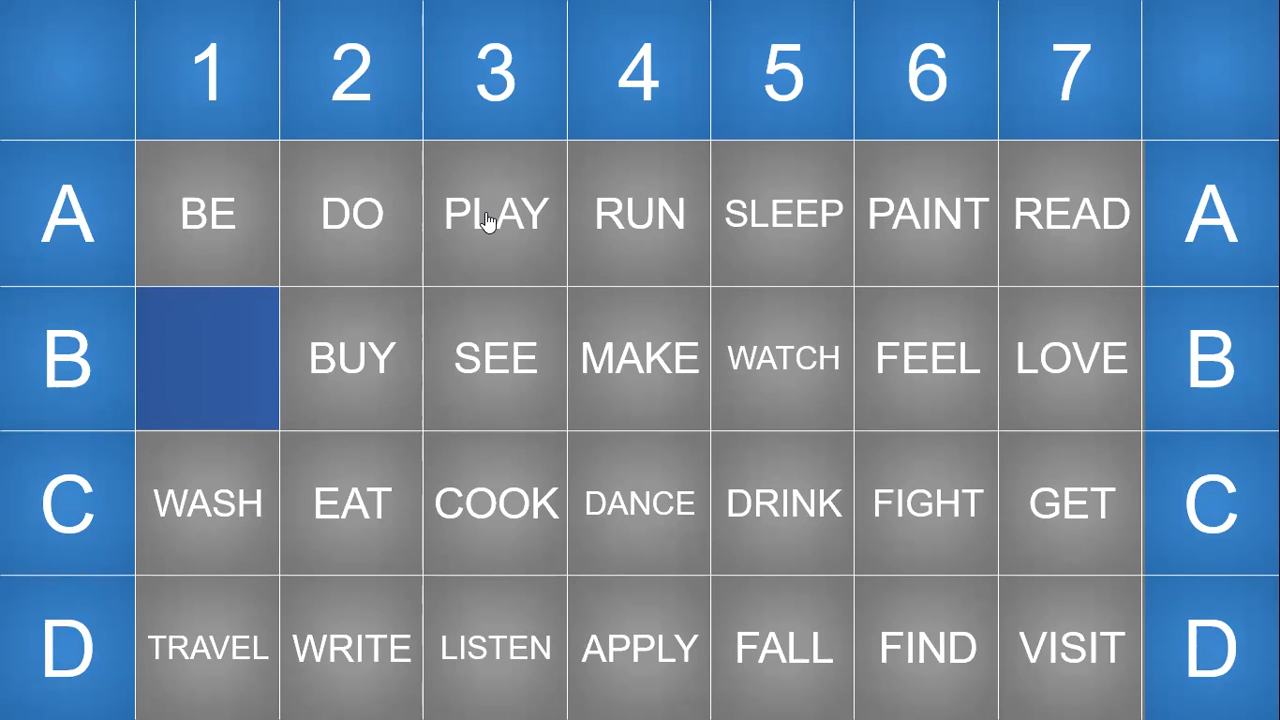 1 2 3 4 5 6 7
A BE DO PLAY RUN SLEEP PAINT READ A
B BUY SEE MAKE WATCH FEEL LOVE B
C WASH EAT COOK DANCE DRINK FIGHT GET C
D TRAVEL WRITE LISTEN APPLY FALL FIND VISIT D